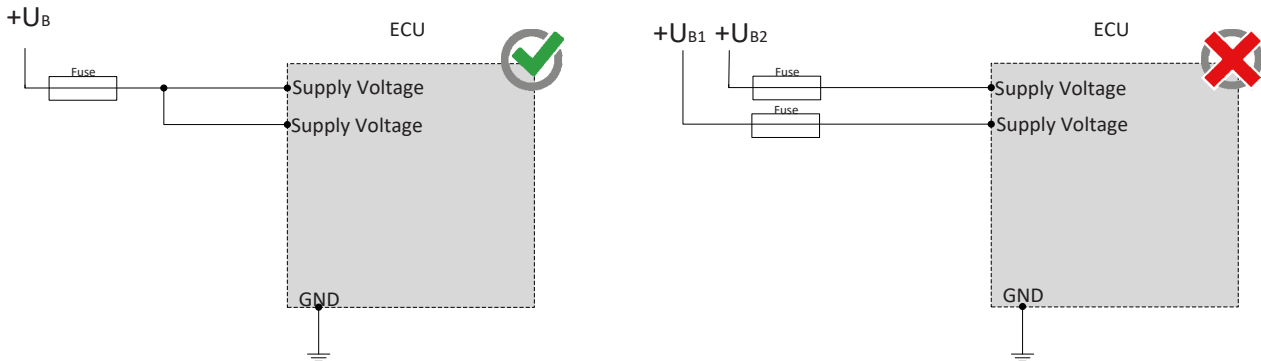 +UB
ECU
Fuse
Supply Voltage
Supply Voltage
GND
+UB1 +UB2
ECU
Fuse
Supply Voltage
Fuse
Supply Voltage
GND